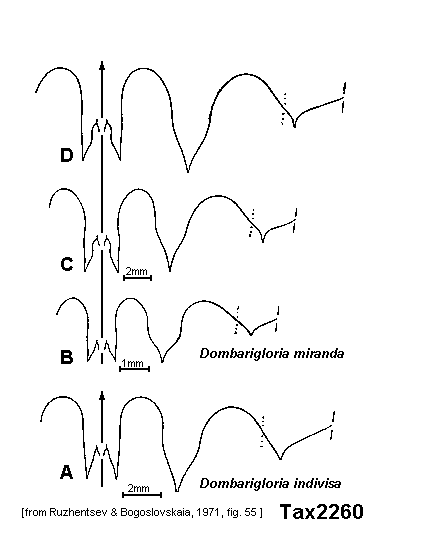 D
C
2mm
B
1mm
Dombarigloria miranda
A
2mm
Dombarigloria indivisa
[from Ruzhentsev & Bogoslovskaia, 1971, fig. 55 ] Tax2260